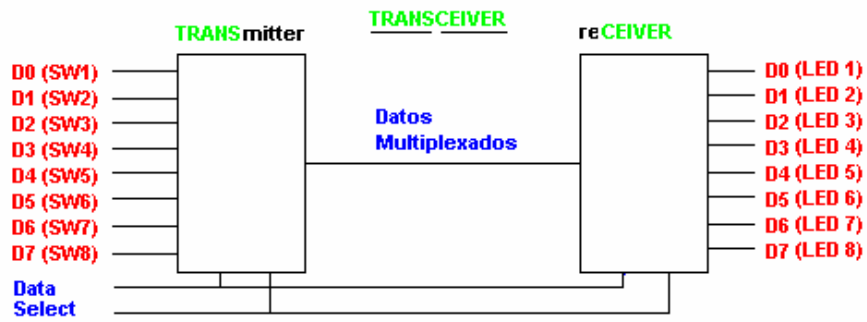 TRANSCEIVER
TRANSmitter
reCEIVER
D0 (SW1)
D1 (SW2)
D2 (SW3)
D3 (SW4)
D4 (SW5)
D5 (SW6)
D6 (SW7)
D7 (SW8)
Datos
Multiplexados
D0 (LED 1)
D1 (LED 2)
D2 (LED 3)
D3 (LED 4)
D4 (LED 5)
D5 (LED 6)
D6 (LED 7)
D7 (LED 8)
Data
Select